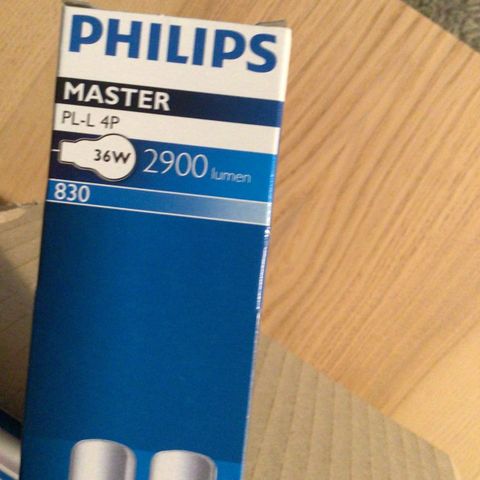 PHILIPS
MASTER
PL-L 4P
36W 2900 lumen
830